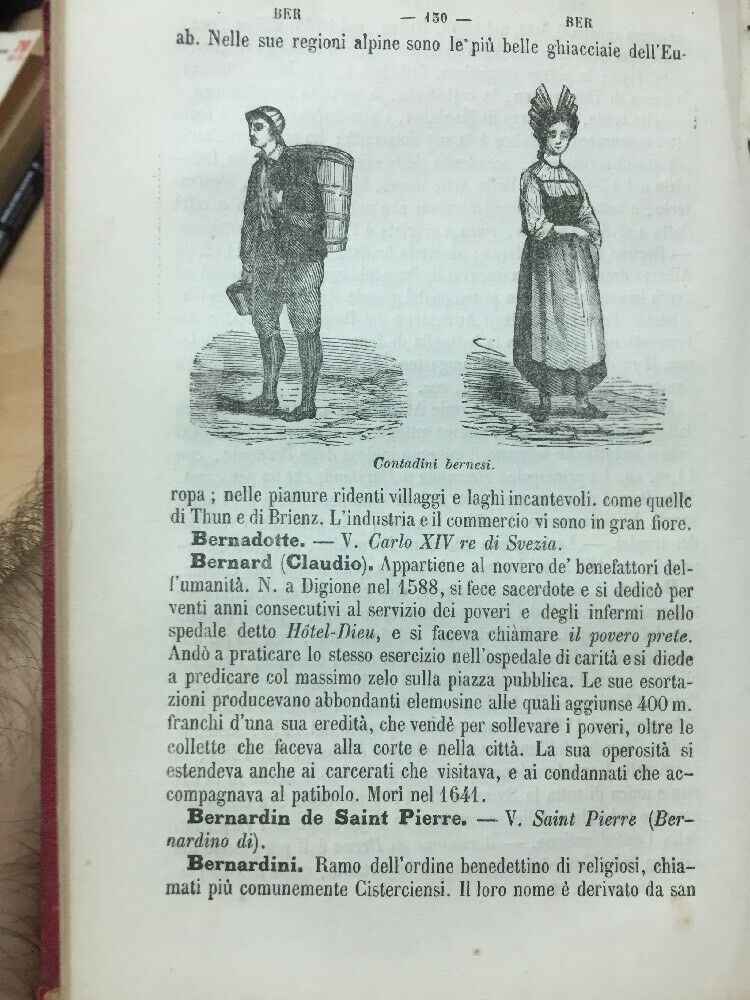 BER — 130 — BER
ab. Nelle sue regioni alpine sono le più belle ghiacciaie dell'Eu-
Contadini bernesi.
ropa ; nelle pianure ridenti villaggi e laghi incantevoli. come quelle
di Thun e di Brienz. L'industria e il commercio vi sono in gran fiore.
Bernadotte. — V. Carlo XIV re di Svezia.
Bernard (Claudio). Appartiene al novero de' benefattori del-
l'umanità. N. a Digione nel 1588, si fece sacerdote e si dedicò per
venti anni consecutivi al servizio dei poveri e degli infermi nello
spedale detto Hôtel-Dieu, e si faceva chiamare il povero prete.
Andò a praticare lo stesso esercizio nell'ospedale di carità e si diede
a predicare col massimo zelo sulla piazza pubblica. Le sue esorta-
zioni producevano abbondanti elemosine alle quali aggiunse 400 m.
franchi d'una sua eredità, che vendè per sollevare i poveri, oltre le
collette che faceva alla corte e nella città. La sua operosità si
estendeva anche ai carcerati che visitava, e ai condannati che ac-
compagnava al patibolo. Morì nel 1641.
Bernardin de Saint Pierre. — V. Saint Pierre (Ber-
nardino di).
Bernardini. Ramo dell'ordine benedettino di religiosi, chia-
mati più comunemente Cisterciensi. Il loro nome è derivato da san